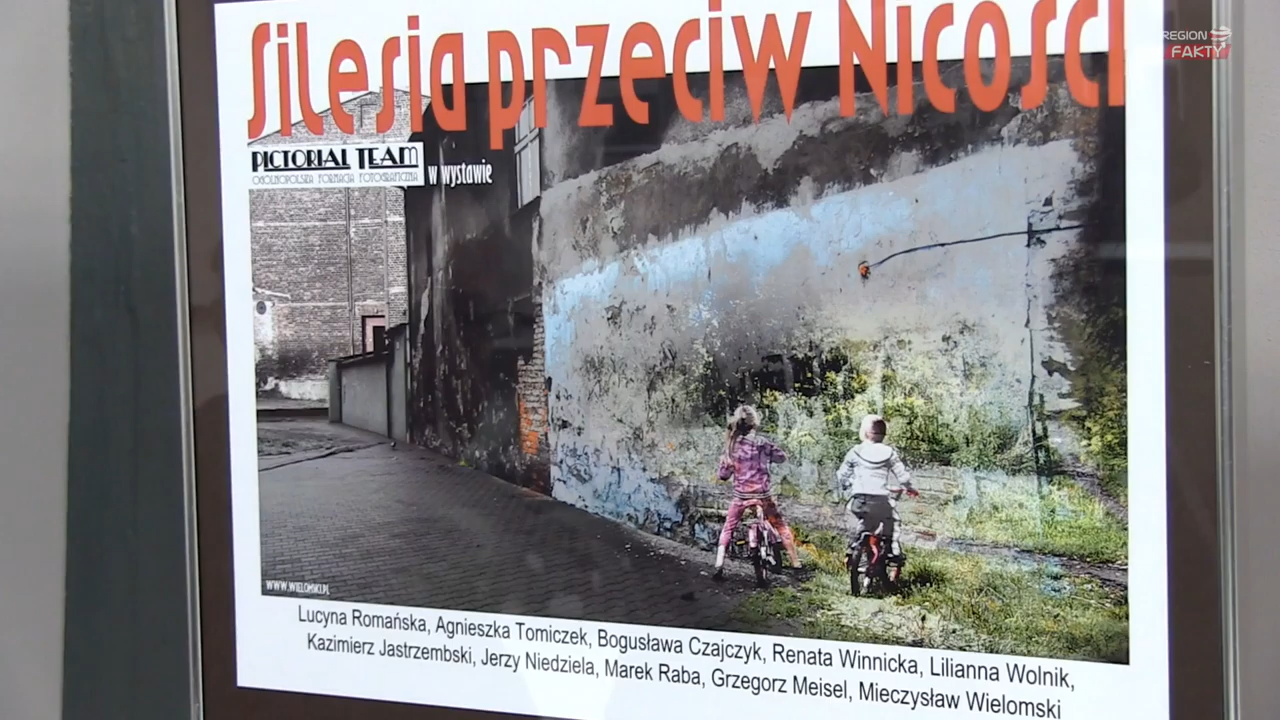 REGION
FAKTY
Silesia przeciw Nicości
PICTORIAL TEAM
OGÓLNOPOLSKA FORMACJA FOTOGRAFICZNA
w wystawie
WWW.WIELOMSKI.PL
Lucyna Romańska, Agnieszka Tomiczek, Bogusława Czajczyk, Renata Winnicka, Lilianna Wolnik,
Kazimierz Jastrzembski, Jerzy Niedziela, Marek Raba, Grzegorz Meisel, Mieczysław Wielomski